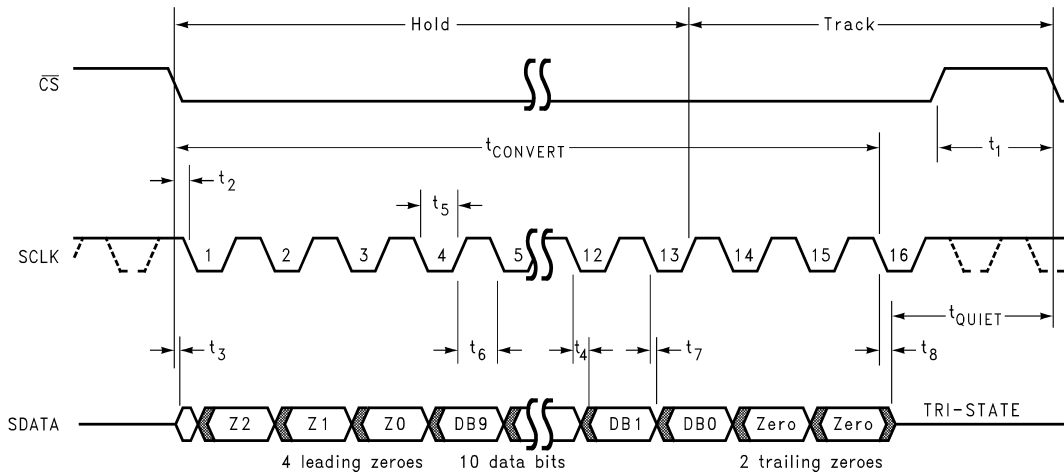 Hold Track
CS
tCONVERT t1
t2
t5
SCLK 1 2 3 4 5 12 13 14 15 16
tQUIET
t3 t6 t4 t7 t8
SDATA Z2 Z1 Z0 DB9 DB1 DB0 Zero Zero TRI-STATE
4 leading zeroes 10 data bits 2 trailing zeroes